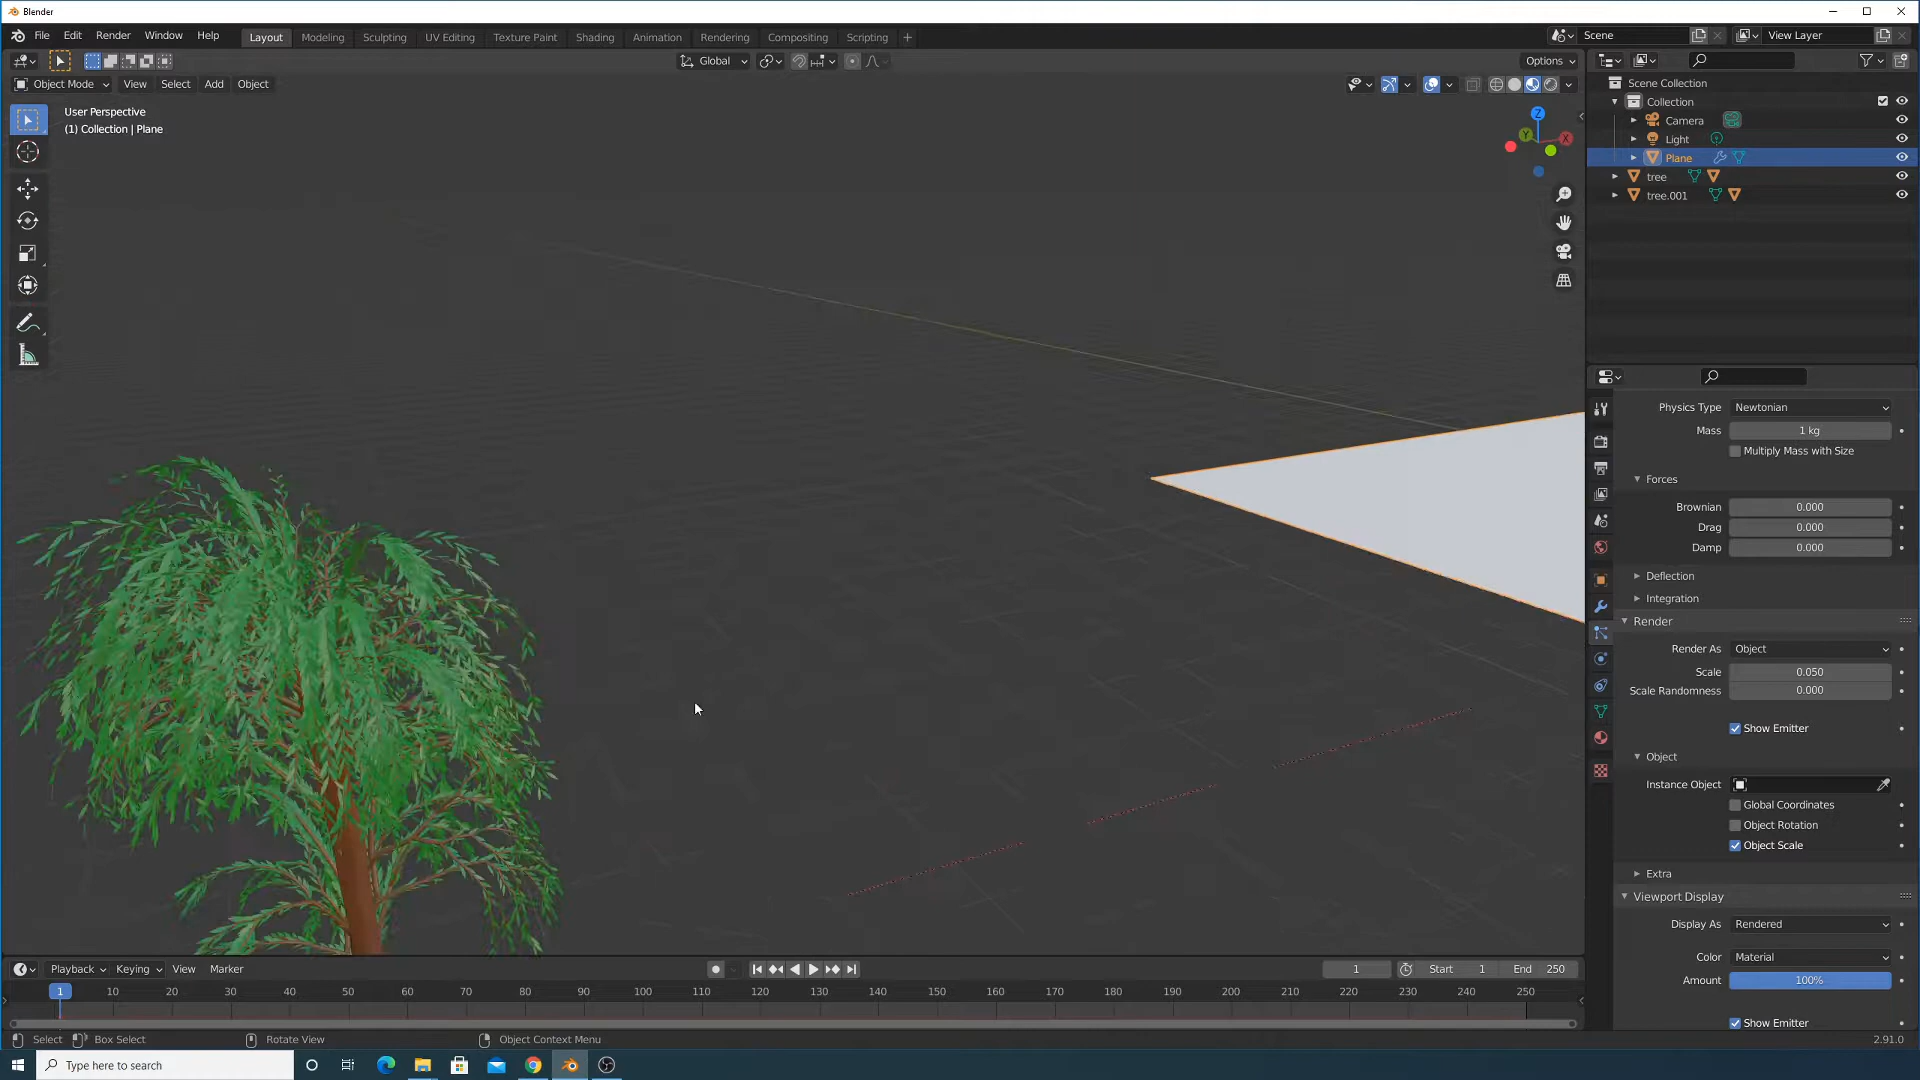 Blender
File Edit Render Window Help
Layout Modeling Sculpting UV Editing Texture Paint Shading Animation Rendering Compositing Scripting +
Scene
View Layer
Global
Options
Object Mode View Select Add Object
User Perspective
(1) Collection | Plane
Z
Y
X
Scene Collection
Collection
Camera
Light
Plane
tree
tree.001
Physics Type Newtonian
Mass 1 kg
Multiply Mass with Size
Forces
Brownian 0.000
Drag 0.000
Damp 0.000
Deflection
Integration
Render
Render As Object
Scale 0.050
Scale Randomness 0.000
Show Emitter
Object
Instance Object
Global Coordinates
Object Rotation
Object Scale
Extra
Viewport Display
Display As Rendered
Color Material
Amount 100%
Show Emitter
Playback Keying View Marker
1 Start 1 End 250
1 10 20 30 40 50 60 70 80 90 100 110 120 130 140 150 160 170 180 190 200 210 220 230 240 250
Select Box Select Rotate View Object Context Menu 2.91.0
Type here to search